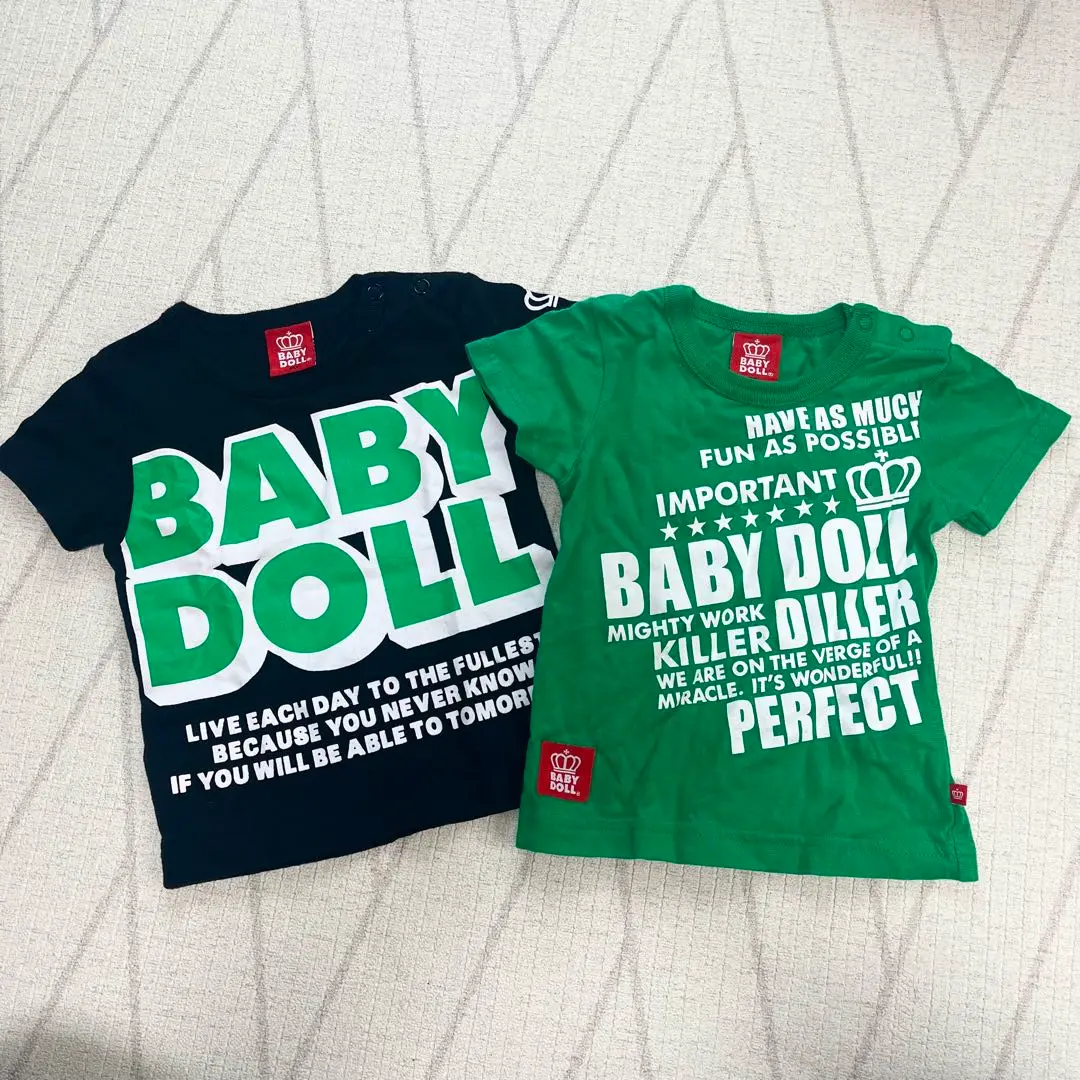 BABY
DOLL®
BABY
DOLL
LIVE EACH DAY TO THE FULLEST
BECAUSE YOU NEVER KNOW
IF YOU WILL BE ABLE TO TOMOR
BABY
DOLL®
HAVE AS MUCH
FUN AS POSSIBLE
IMPORTANT
BABY DOLL
MIGHTY WORK DILLER
KILLER
WE ARE ON THE VERGE OF A
MIRACLE. IT'S WONDERFUL!!
PERFECT
BABY
DOLL®